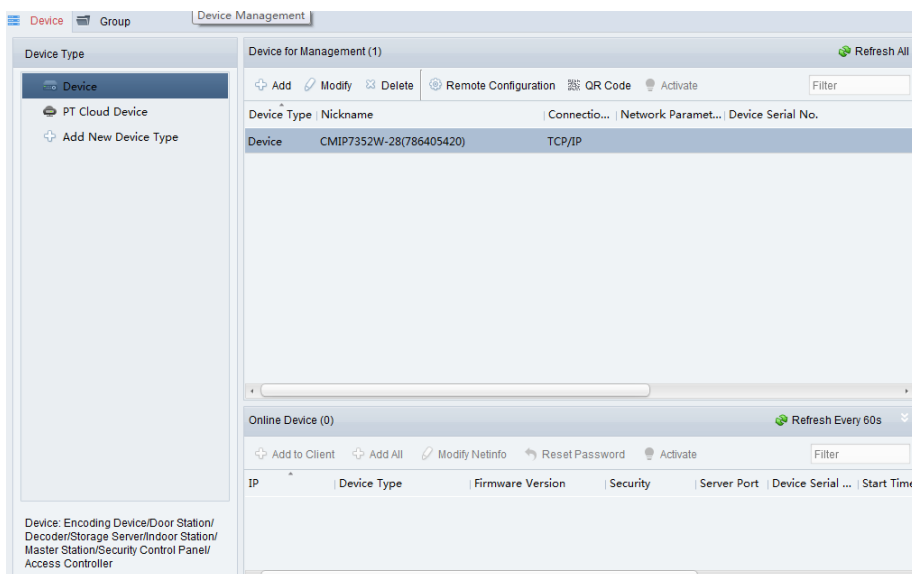 Device Group Device Management
Device Type
Device
PT Cloud Device
Add New Device Type
Device: Encoding Device/Door Station/
Decoder/Storage Server/Indoor Station/
Master Station/Security Control Panel/
Access Controller
Device for Management (1) Refresh All
Add Modify Delete Remote Configuration QR Code Activate Filter
Device Type Nickname Connectio... Network Paramet... Device Serial No.
Device CMIP7352W-28(786405420) TCP/IP
Online Device (0) Refresh Every 60s
Add to Client Add All Modify Netinfo Reset Password Activate Filter
IP Device Type Firmware Version Security Server Port Device Serial ... Start Time